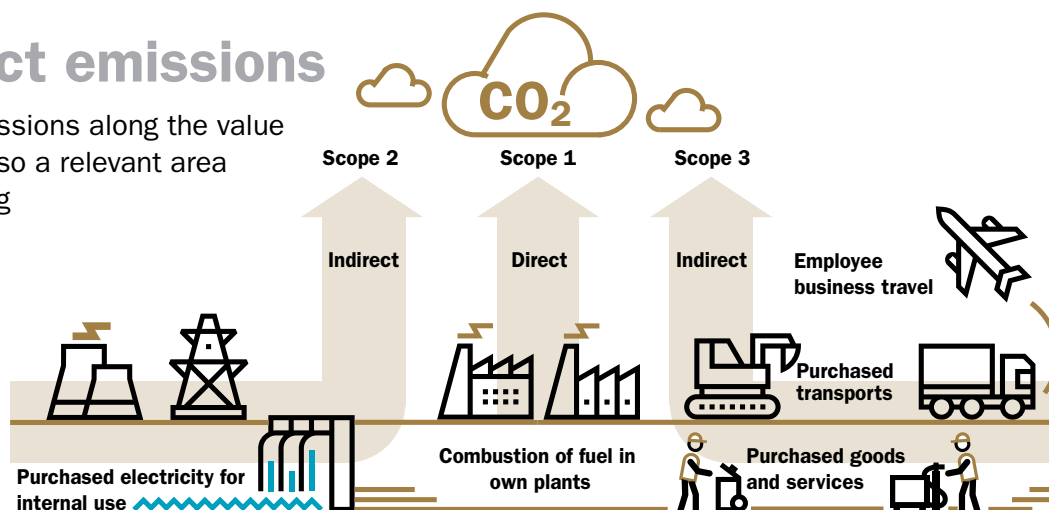 ct emissions
ssions along the value
so a relevant area
g
CO₂
Scope 2
Scope 1
Scope 3
Indirect
Direct
Indirect
Employee
business travel
Purchased
transports
Purchased electricity for
internal use
Combustion of fuel in
own plants
Purchased goods
and services